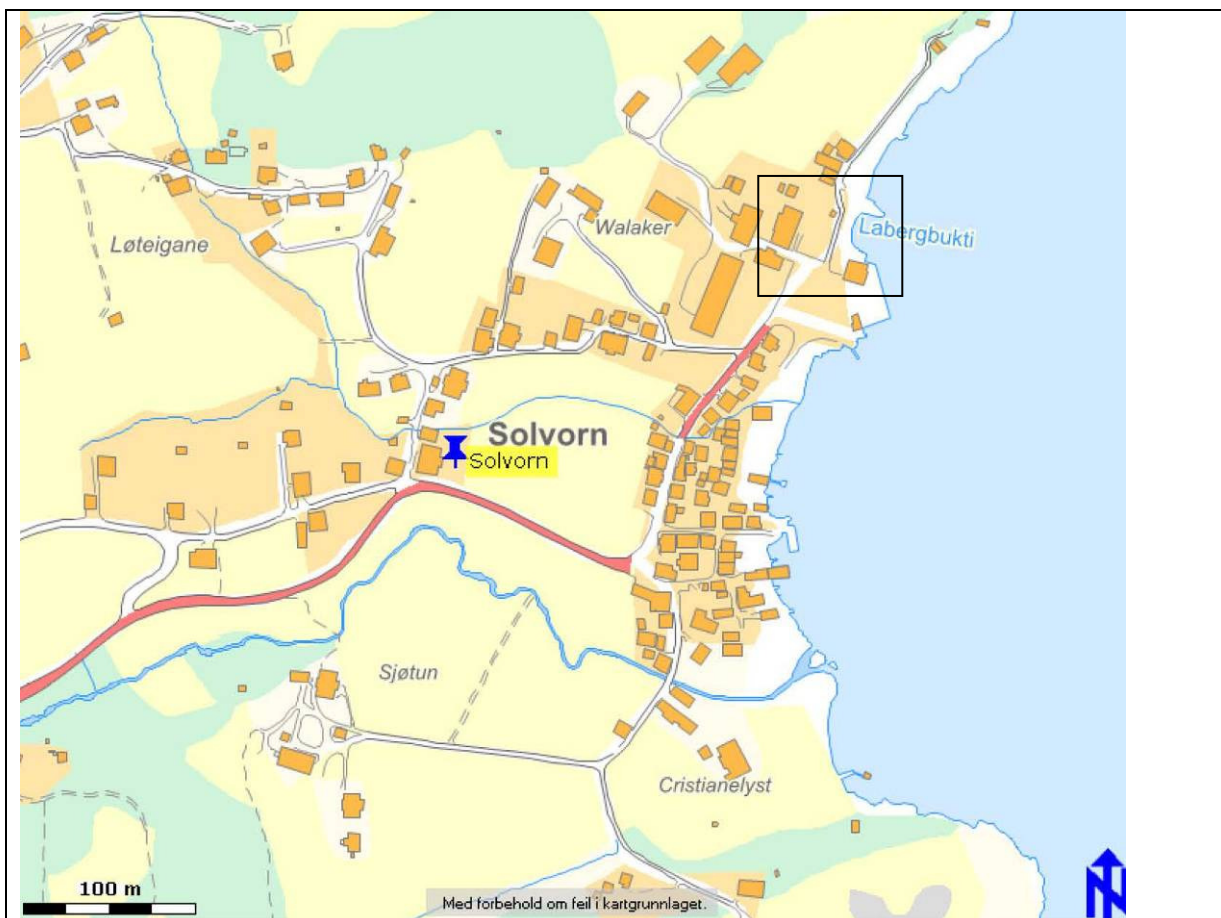 Walaker
Labergbukti
Løteigane
Solvorn
Solvorn
Sjøtun
Cristianelyst
100 m
Med forbehold om feil i kartgrunnlaget.
N